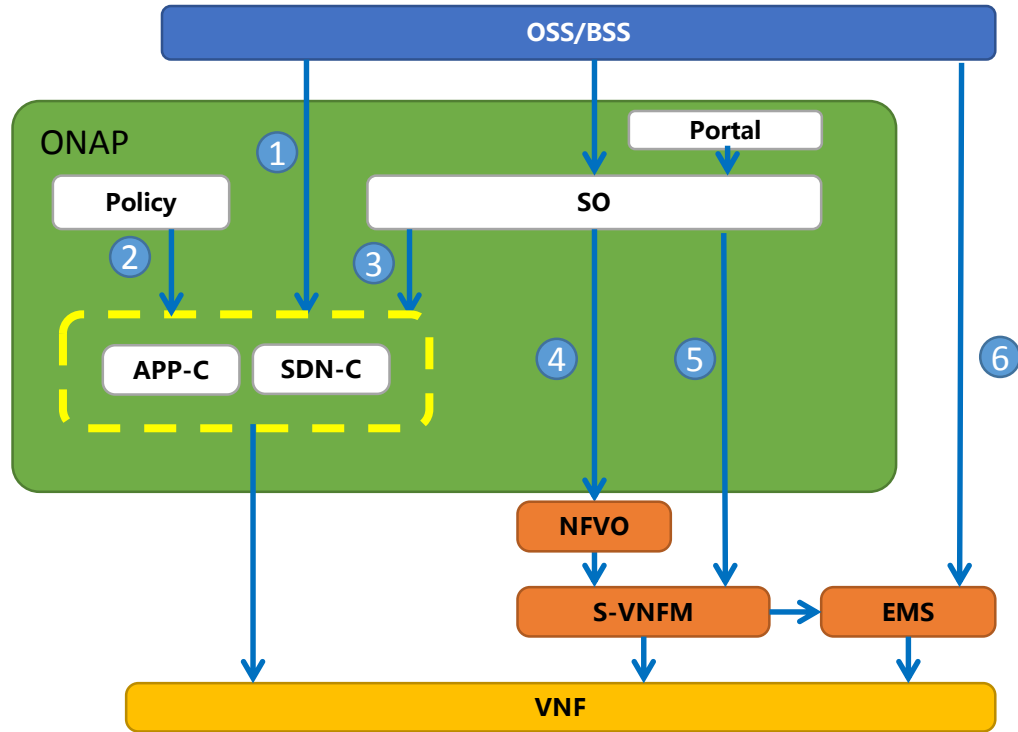 OSS/BSS
ONAP
Portal
1
Policy
SO
2
3
4
5
6
APP-C
SDN-C
NFVO
S-VNFM
EMS
VNF